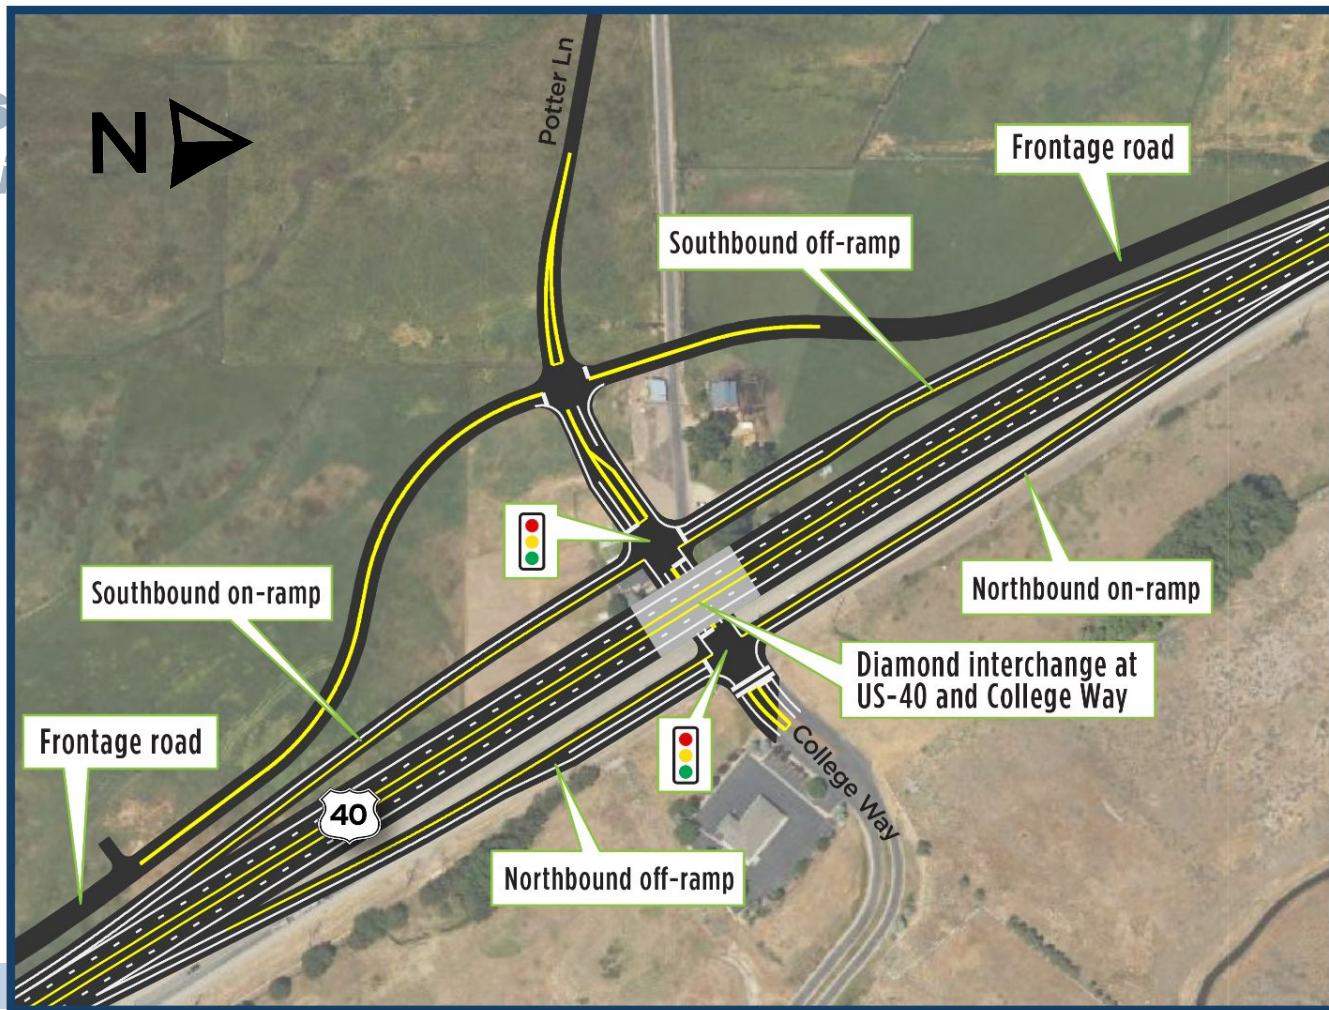 Potter Ln
N
Frontage road
Southbound off-ramp
Southbound on-ramp
Northbound on-ramp
Diamond interchange at
US-40 and College Way
Frontage road
40
College Way
Northbound off-ramp